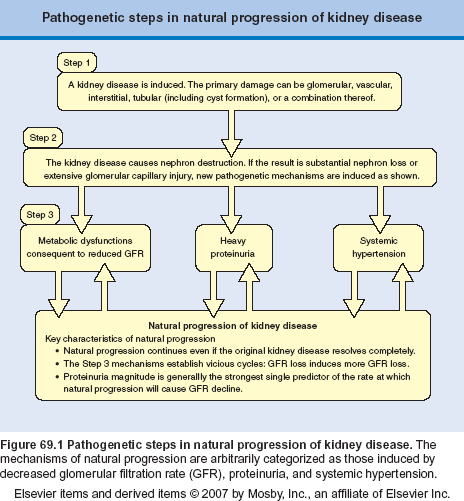 Pathogenetic steps in natural progression of kidney disease
Step 1
A kidney disease is induced. The primary damage can be glomerular, vascular,
interstitial, tubular (including cyst formation), or a combination thereof.
Step 2
The kidney disease causes nephron destruction. If the result is substantial nephron loss or
extensive glomerular capillary injury, new pathogenetic mechanisms are induced as shown.
Step 3
Metabolic dysfunctions
consequent to reduced GFR
Heavy
proteinuria
Systemic
hypertension
Natural progression of kidney disease
Key characteristics of natural progression
• Natural progression continues even if the original kidney disease resolves completely.
• The Step 3 mechanisms establish vicious cycles: GFR loss induces more GFR loss.
• Proteinuria magnitude is generallly the strongest single predictor of the rate at which
natural progression will cause GFR decline.
Figure 69.1 Pathogenetic steps in natural progression of kidney disease. The
mechanisms of natural progression are arbitrarily categorized as those induced by
decreased glomerular filtration rate (GFR), proteinuria, and systemic hypertension.
Elsevier items and derived items © 2007 by Mosby, Inc., an affiliate of Elsevier Inc.